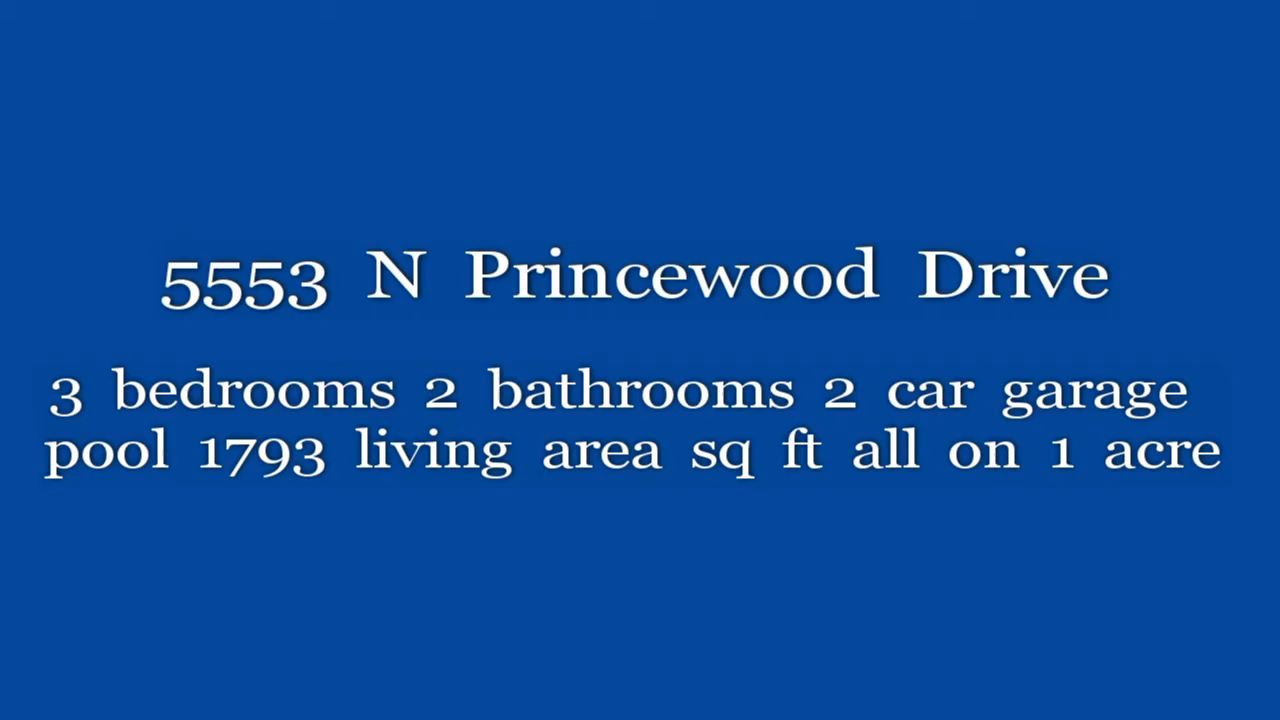 5553 N Princewood Drive
3 bedrooms 2 bathrooms 2 car garage
pool 1793 living area sq ft all on 1 acre